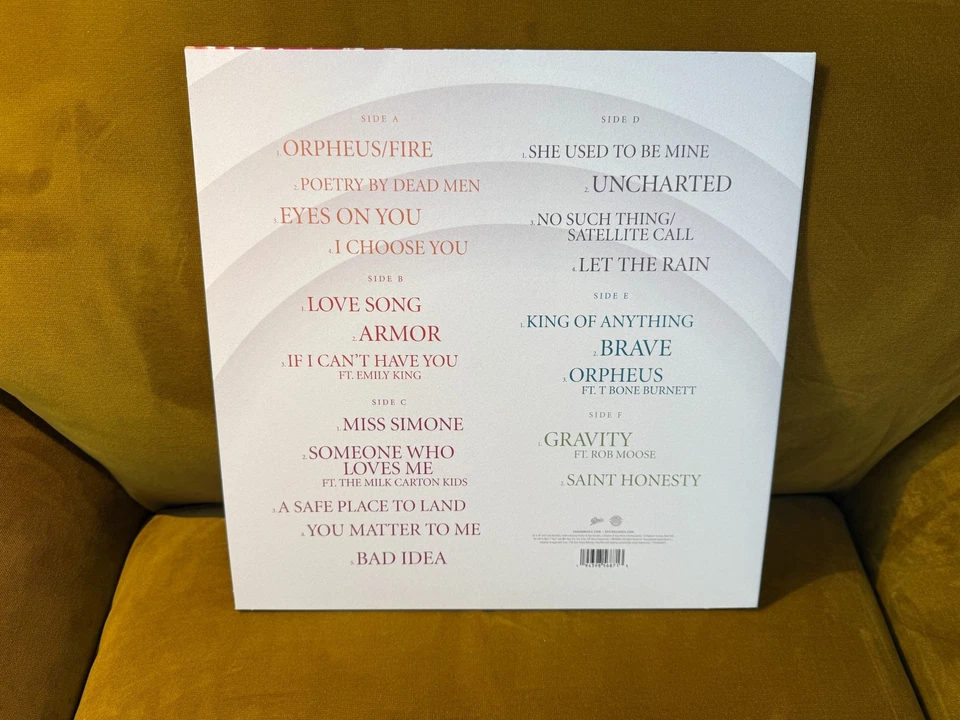 SIDE A
1. ORPHEUS/FIRE
2. POETRY BY DEAD MEN
3. EYES ON YOU
4. I CHOOSE YOU
SIDE B
1. LOVE SONG
2. ARMOR
3. IF I CAN'T HAVE YOU
FT. EMILY KING
SIDE C
1. MISS SIMONE
2. SOMEONE WHO
LOVES ME
FT. THE MILK CARTON KIDS
3. A SAFE PLACE TO LAND
4. YOU MATTER TO ME
5. BAD IDEA
SIDE D
1. SHE USED TO BE MINE
2. UNCHARTED
3. NO SUCH THING/
SATELLITE CALL
4. LET THE RAIN
SIDE E
1. KING OF ANYTHING
2. BRAVE
3. ORPHEUS
FT. T BONE BURNETT
SIDE F
1. GRAVITY
FT. ROB MOOSE
2. SAINT HONESTY